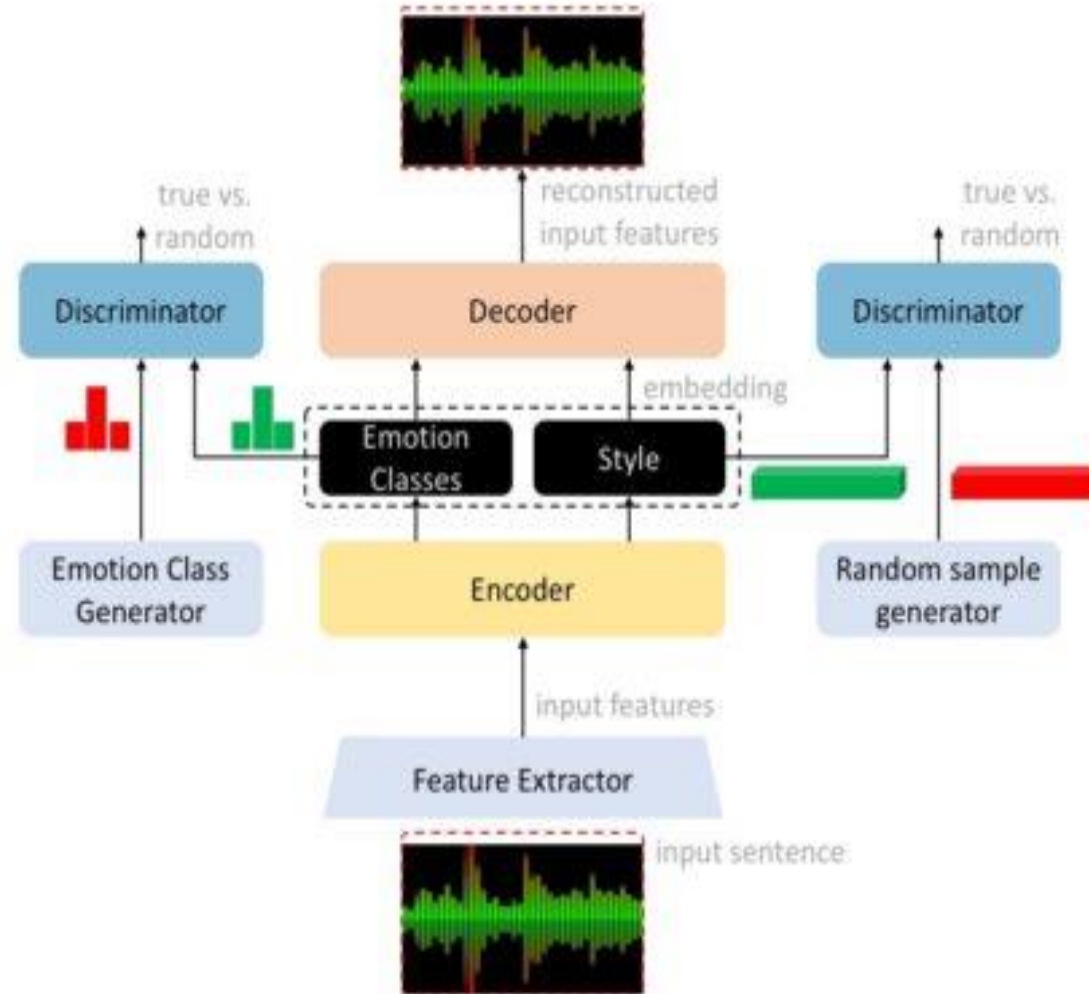 true vs.
random
reconstructed
input features
true vs.
random
Discriminator
Decoder
Discriminator
embedding
Emotion
Classes
Style
Emotion Class
Generator
Encoder
Random sample
generator
input features
Feature Extractor
input sentence